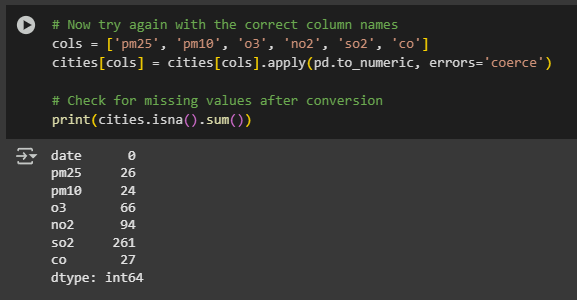 # Now try again with the correct column names
cols = ['pm25', 'pm10', 'o3', 'no2', 'so2', 'co']
cities[cols] = cities[cols].apply(pd.to_numeric, errors='coerce')
# Check for missing values after conversion
print(cities.isna().sum())
date 0
pm25 26
pm10 24
o3 66
no2 94
so2 261
co 27
dtype: int64